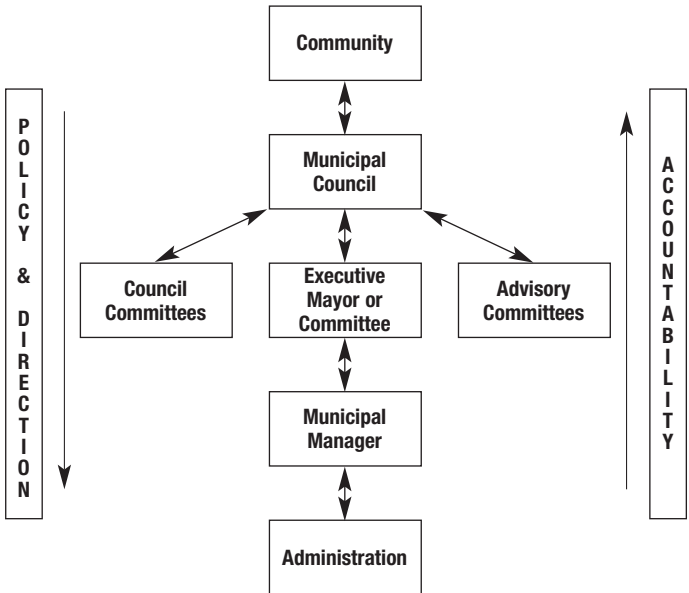 Community
POLICY & DIRECTION
Municipal
Council
ACCOUNTABILITY
Council
Committees
Executive
Mayor or
Committee
Advisory
Committees
Municipal
Manager
Administration